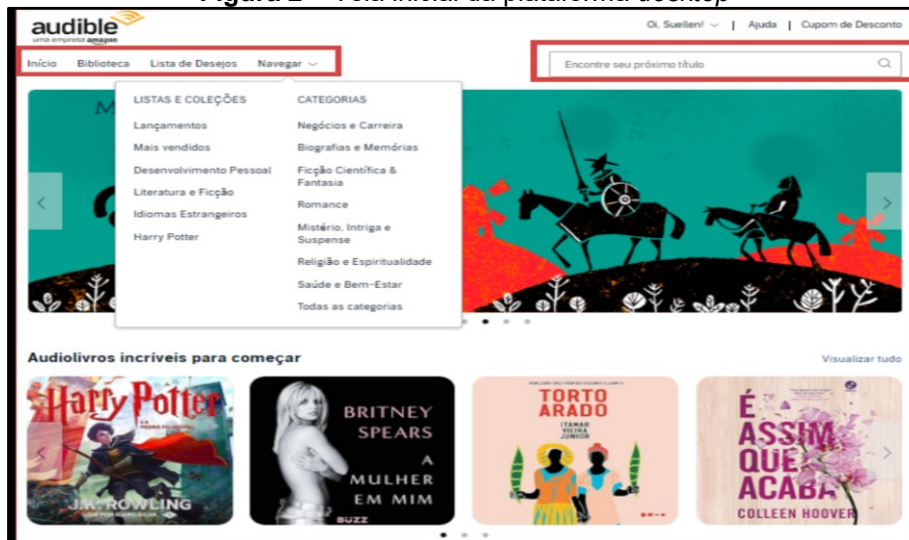 Figura 2 – Tela inicial da plataforma desktop
audible
uma empresa amazon
Oi, Suellen! | Ajuda | Cupom de Desconto
Início Biblioteca Lista de Desejos Navegar
Encontre seu próximo título
LISTAS E COLEÇÕES
Lançamentos
Mais vendidos
Desenvolvimento Pessoal
Literatura e Ficção
Idiomas Estrangeiros
Harry Potter
CATEGORIAS
Negócios e Carreira
Biografias e Memórias
Ficção Científica &
Fantasia
Romance
Mistério, Intriga e
Suspense
Religião e Espiritualidade
Saúde e Bem-Estar
Todas as categorias
M
Audiolivros incríveis para começar
Visualizar tudo
Harry Potter
J.K. ROWLING
BRITNEY
SPEARS
A
MULHER
EM MIM
BUZZ
TORTO
ARADO
ITAMAR
VIEIRA
JUNIOR
É
ASSIM
QUE
ACABA
COLLEEN HOOVER